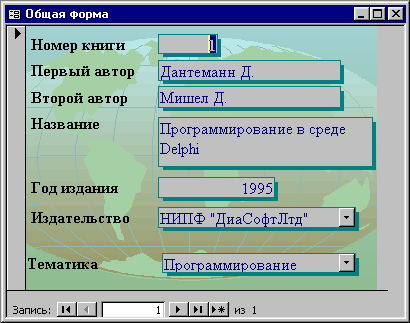 Общая форма
Номер книги 1
Первый автор Дантеманн Д.
Второй автор Мишел Д.
Название Программирование в среде
Delphi
Год издания 1995
Издательство НИПФ "ДиаСофтЛтд"
Тематика Программирование
Запись: 1 из 1